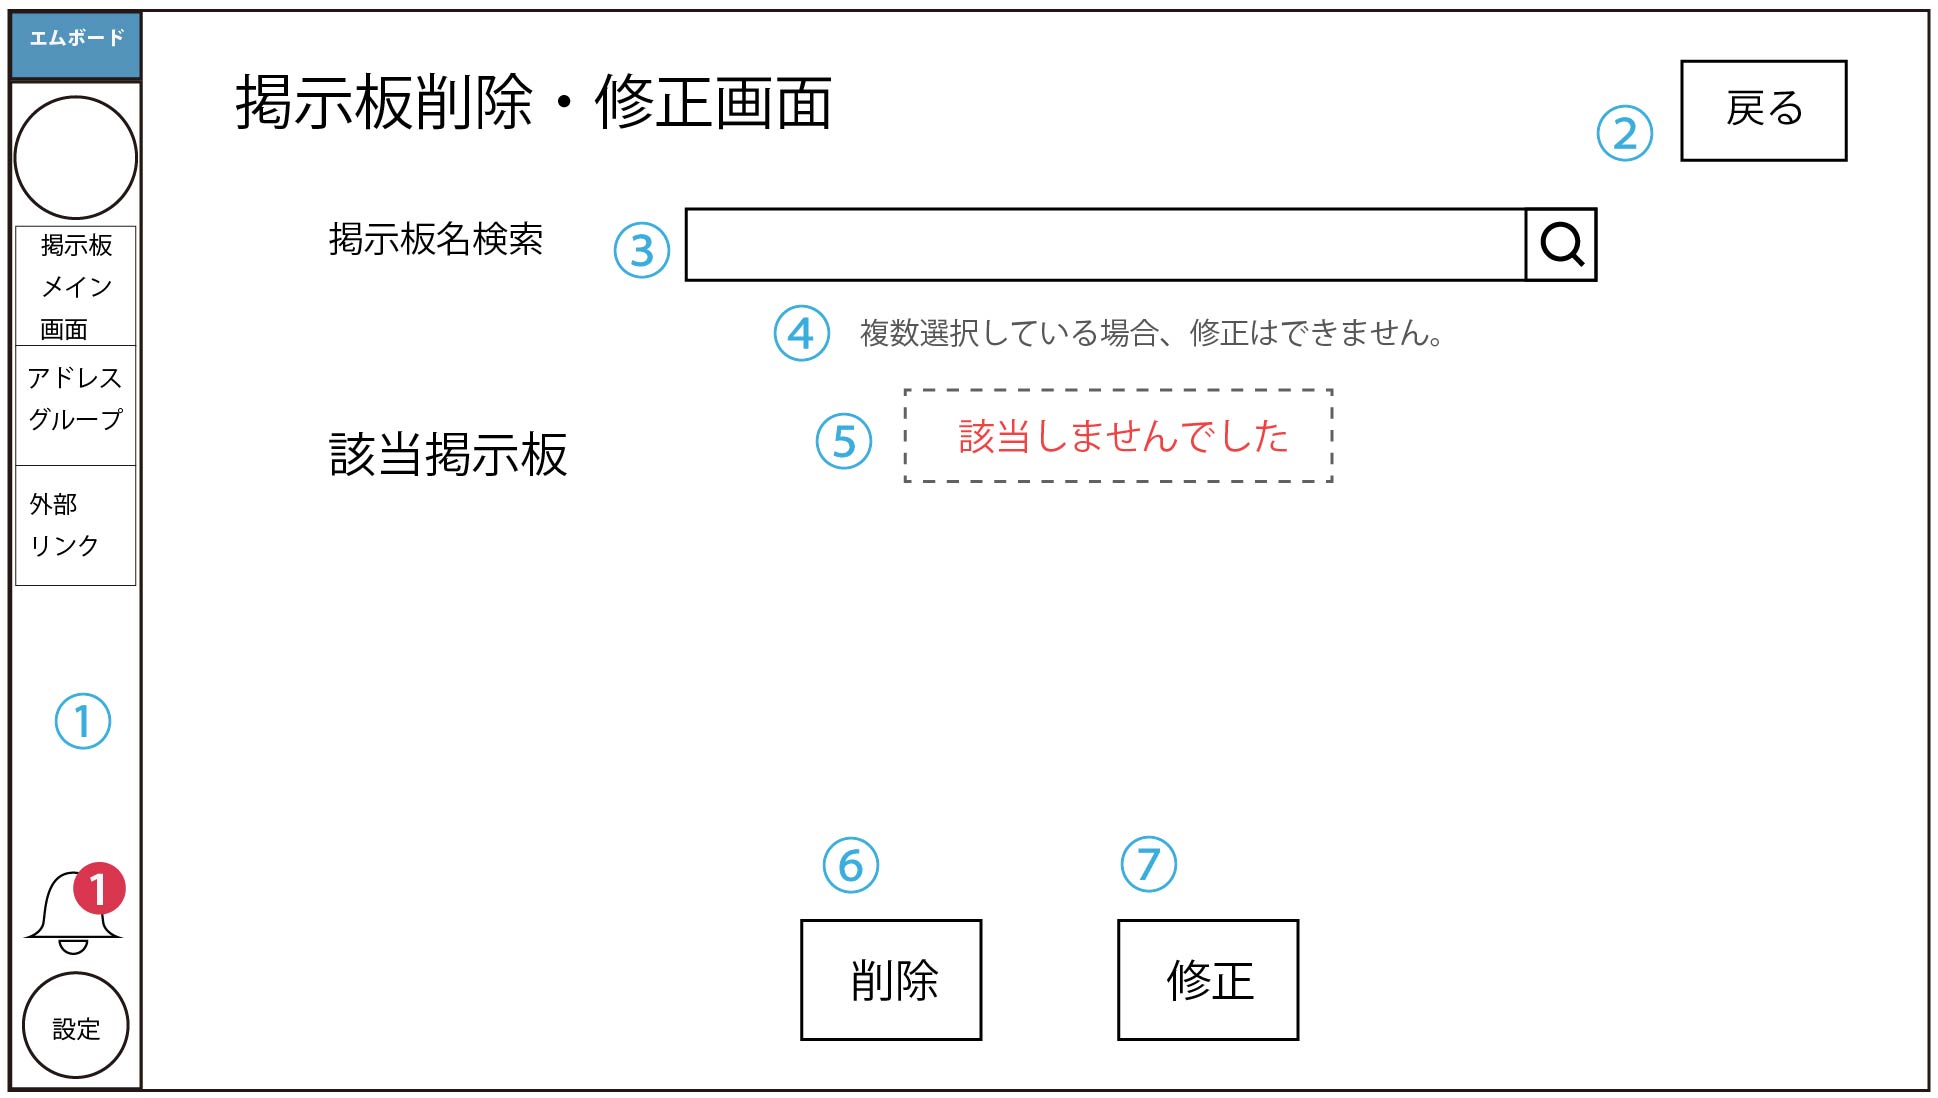 エムボード
掲示板
メイン
画面
アドレス
グループ
外部
リンク
①
1
設定
掲示板削除・修正画面
②
戻る
掲示板名検索
③
④
複数選択している場合、修正はできません。
該当掲示板
⑤
該当しませんでした
⑥
⑦
削除
修正